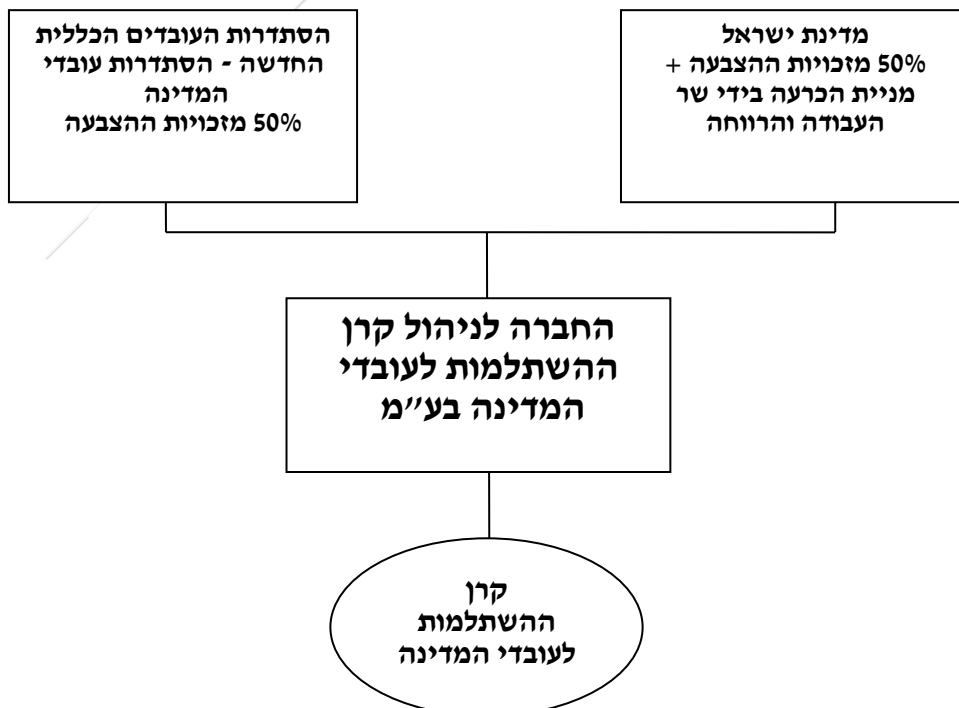 מדינת ישראל
50% מזכויות ההצבעה +
מניית הכרעה בידי שר
העבודה והרווחה
הסתדרות העובדים הכללית
החדשה - הסתדרות עובדי
המדינה
50% מזכויות ההצבעה
החברה לניהול קרן
ההשתלמות לעובדי
המדינה בע״מ
קרן
ההשתלמות
לעובדי המדינה